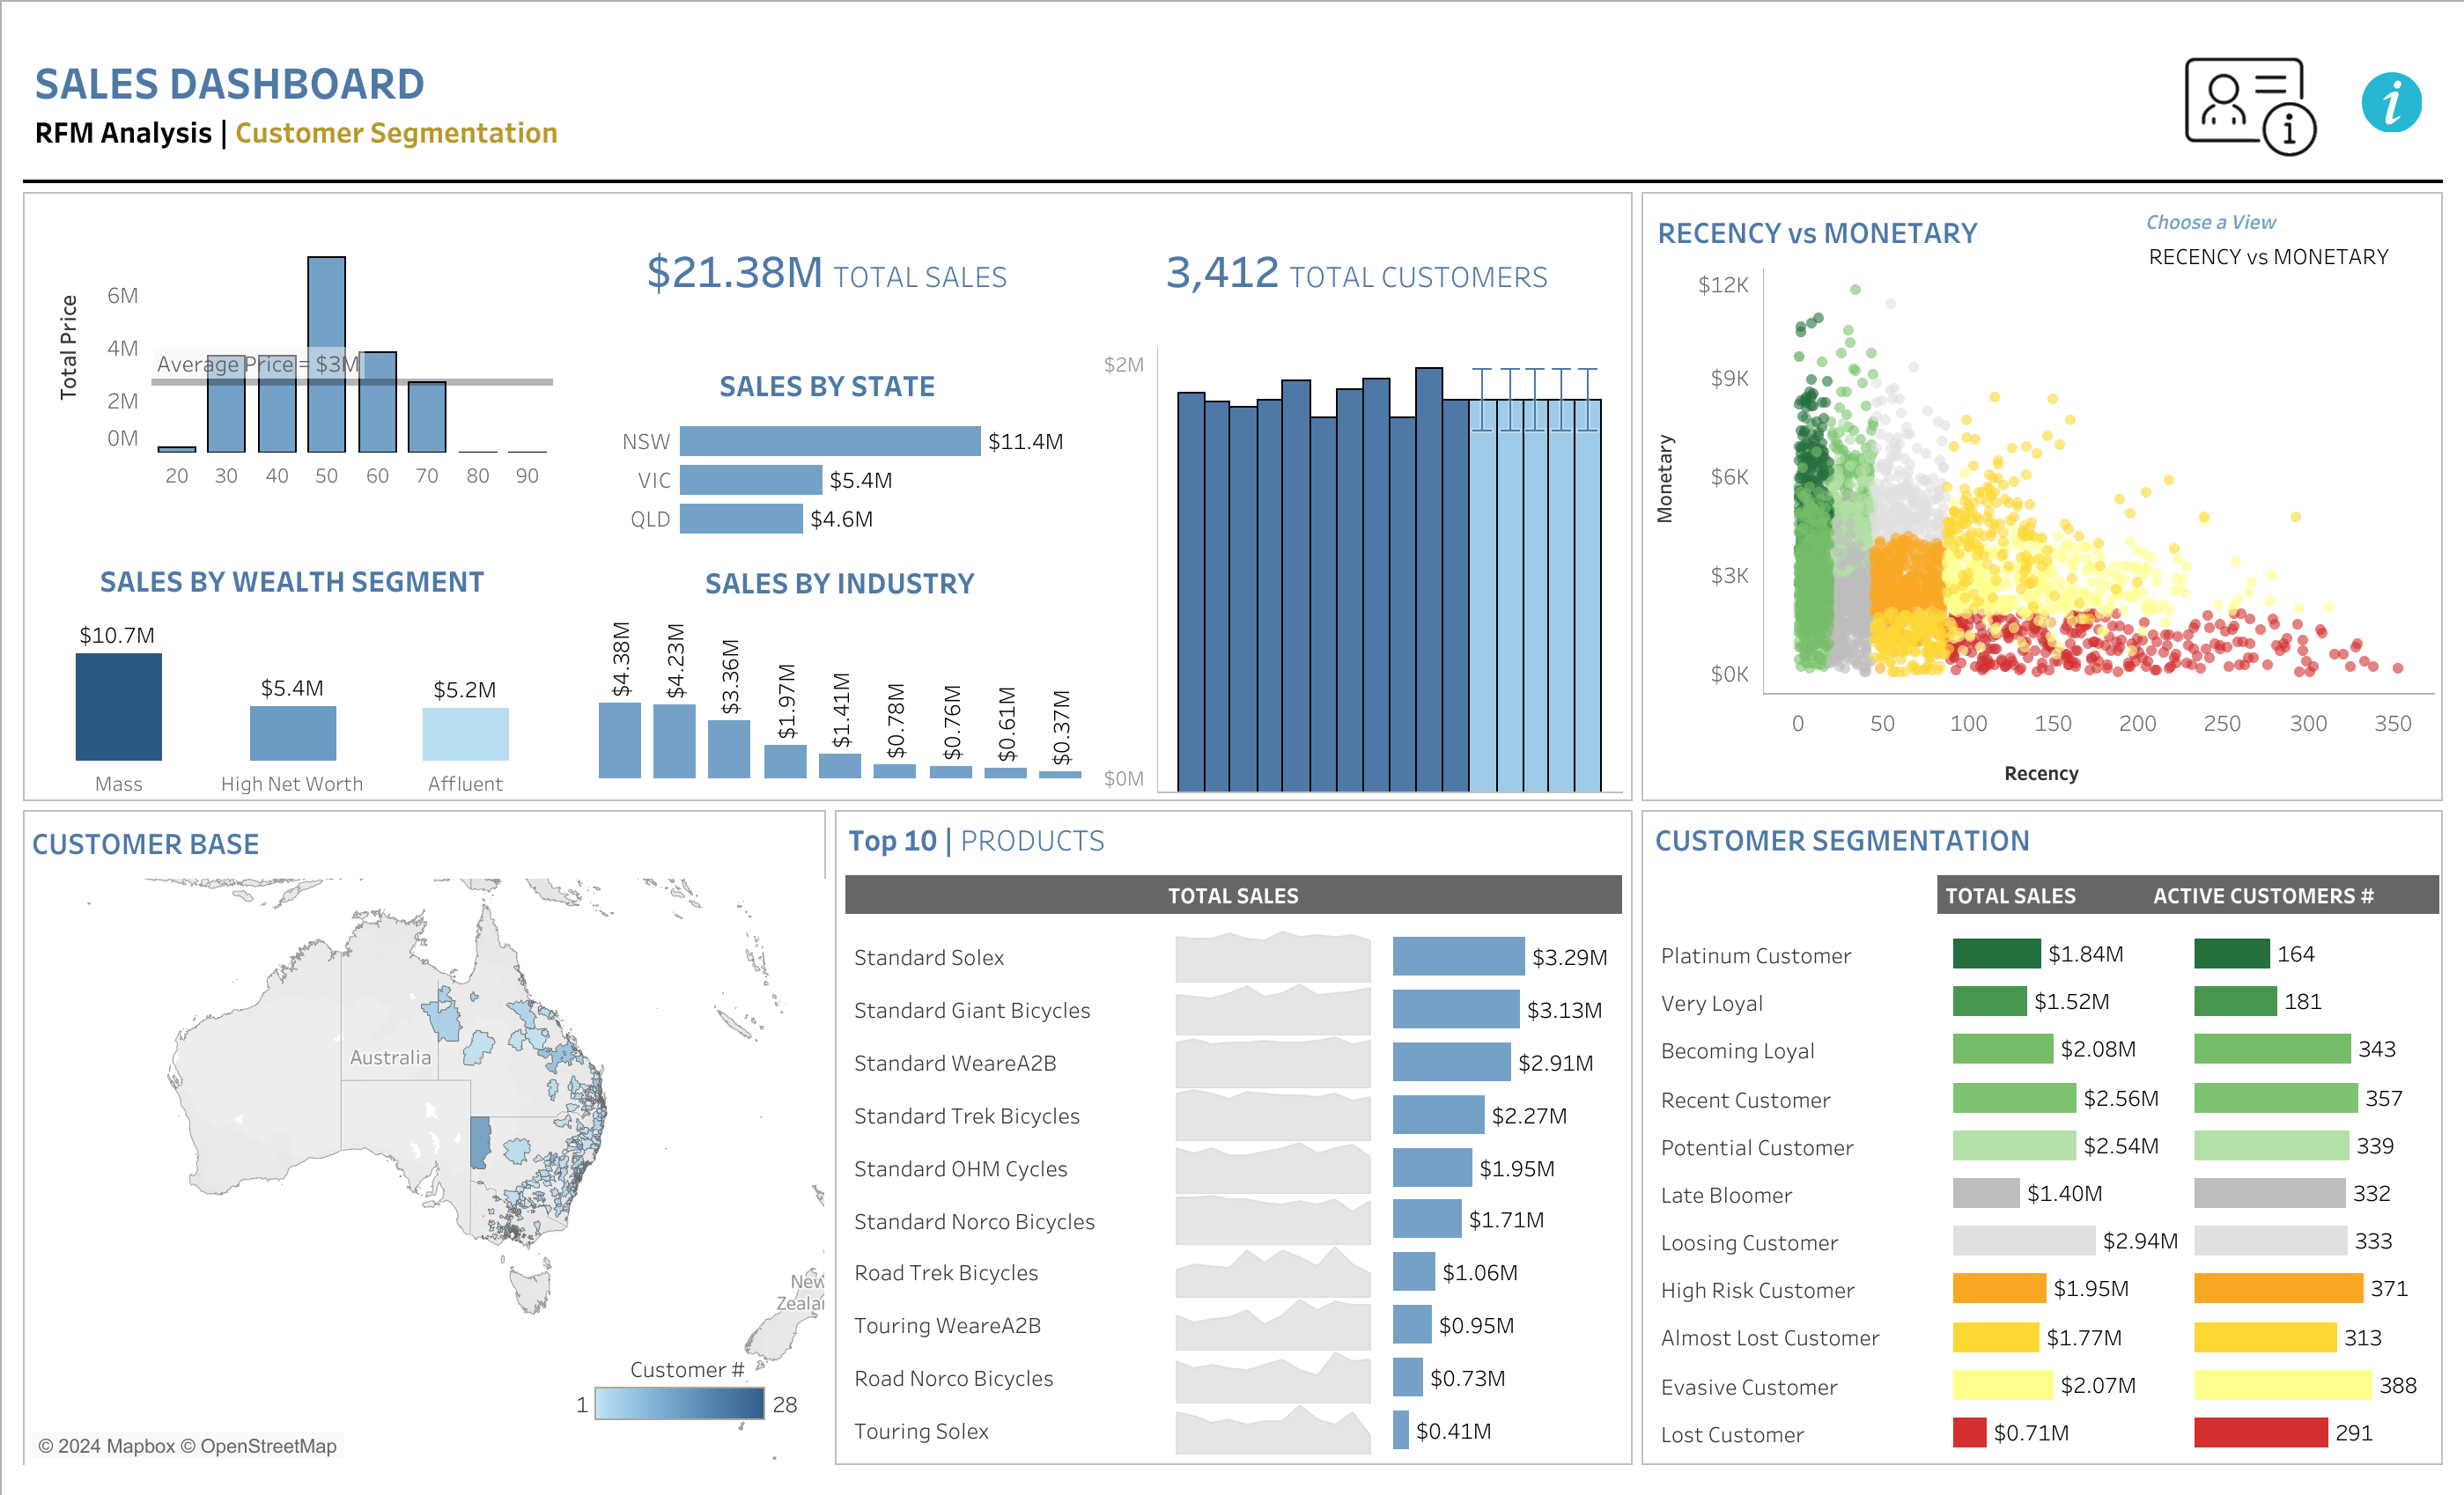 SALES DASHBOARD
RFM Analysis | Customer Segmentation
i
i
Total Price
6M
4M
2M
0M
Average Price = $3M
20 30 40 50 60 70 80 90
$21.38M TOTAL SALES
3,412 TOTAL CUSTOMERS
SALES BY STATE
NSW $11.4M
VIC $5.4M
QLD $4.6M
SALES BY WEALTH SEGMENT
$10.7M $5.4M $5.2M
Mass High Net Worth Affluent
SALES BY INDUSTRY
$4.38M $4.23M $3.36M $1.97M $1.41M $0.78M $0.76M $0.61M $0.37M
$2M
$0M
RECENCY vs MONETARY
Choose a View
RECENCY vs MONETARY
Monetary
$12K
$9K
$6K
$3K
$0K
0 50 100 150 200 250 300 350
Recency
CUSTOMER BASE
Australia
New
Zealan
Customer #
1 28
© 2024 Mapbox © OpenStreetMap
Top 10 | PRODUCTS
TOTAL SALES
Standard Solex $3.29M
Standard Giant Bicycles $3.13M
Standard WeareA2B $2.91M
Standard Trek Bicycles $2.27M
Standard OHM Cycles $1.95M
Standard Norco Bicycles $1.71M
Road Trek Bicycles $1.06M
Touring WeareA2B $0.95M
Road Norco Bicycles $0.73M
Touring Solex $0.41M
CUSTOMER SEGMENTATION
TOTAL SALES ACTIVE CUSTOMERS #
Platinum Customer $1.84M 164
Very Loyal $1.52M 181
Becoming Loyal $2.08M 343
Recent Customer $2.56M 357
Potential Customer $2.54M 339
Late Bloomer $1.40M 332
Loosing Customer $2.94M 333
High Risk Customer $1.95M 371
Almost Lost Customer $1.77M 313
Evasive Customer $2.07M 388
Lost Customer $0.71M 291